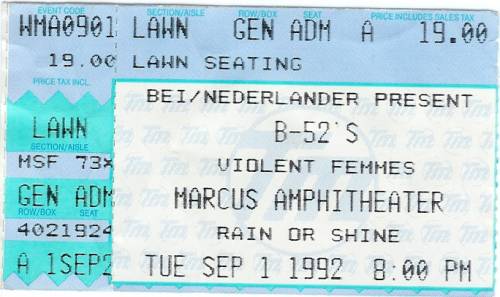 EVENT CODE SECTION/AISLE ROW/BOX SEAT PRICE INCLUDES SALES TAX
WMA0901 LAWN GEN ADM A 19.00
19.00 LAWN SEATING
PRICE TAX INCL
BEI/NEDERLANDER PRESENT
LAWN B-52'S
SECTION/AISLE
MSF 73X VIOLENT FEMMES
GEN ADM MARCUS AMPHITHEATER
ROW/BOX SEAT
4021924 RAIN OR SHINE
A 1SEP2 TUE SEP 1 1992 8:00 PM